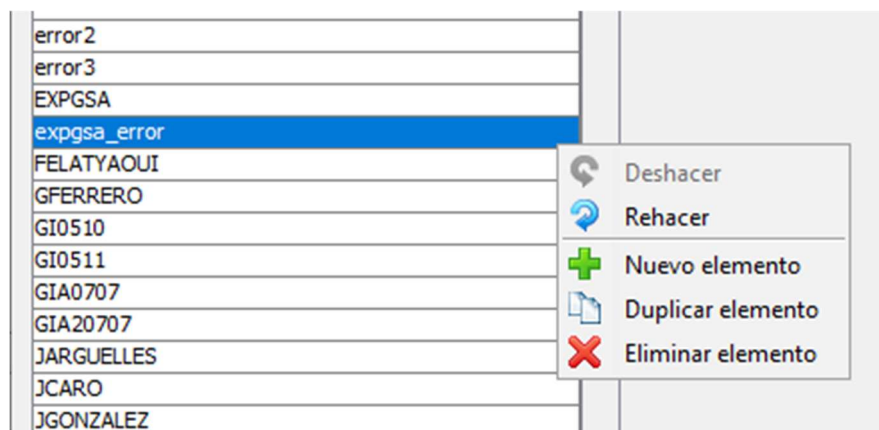 error2
error3
EXPGSA
expgsa_error
FELATYAOUI
GFERRERO
GI0510
GI0511
GIA0707
GIA20707
JARGUELLES
JCARO
JGONZALEZ
Deshacer
Rehacer
Nuevo elemento
Duplicar elemento
Eliminar elemento